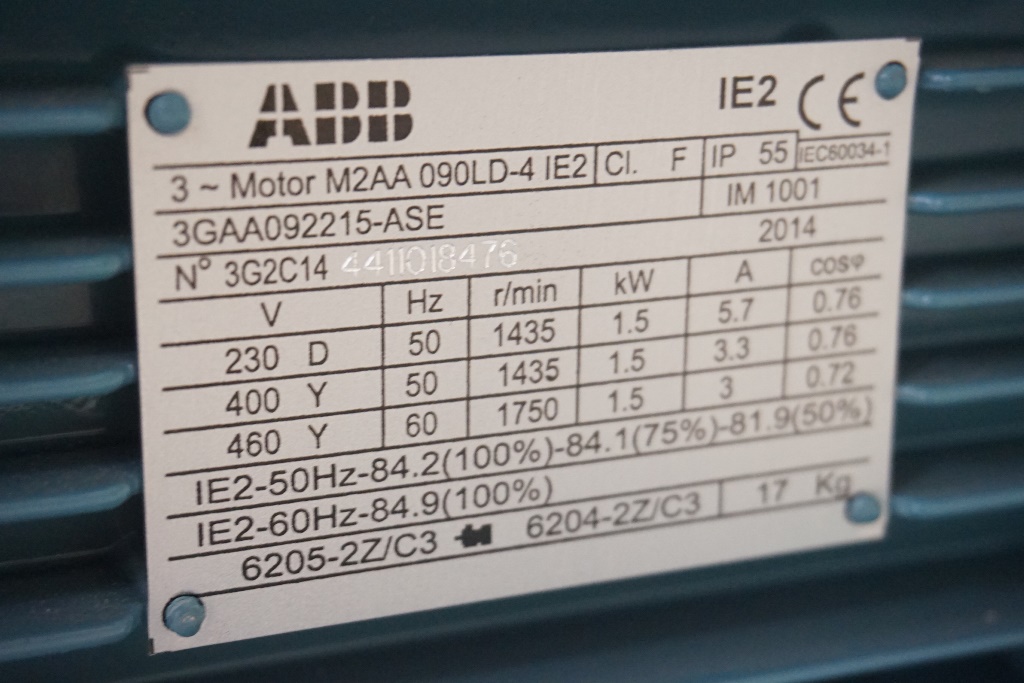 ABB IE2 CE
3 ~ Motor M2AA 090LD-4 IE2 Cl. F IP 55 IEC60034-1
3GAA092215-ASE IM 1001
Nº 3G2C14 4411018476 2014
V Hz r/min kW A cosφ
230 D 50 1435 1.5 5.7 0.76
400 Y 50 1435 1.5 3.3 0.76
460 Y 60 1750 1.5 3 0.72
IE2-50Hz-84.2(100%)-84.1(75%)-81.9(50%)
IE2-60Hz-84.9(100%)
6205-2Z/C3 6204-2Z/C3 17 Kg